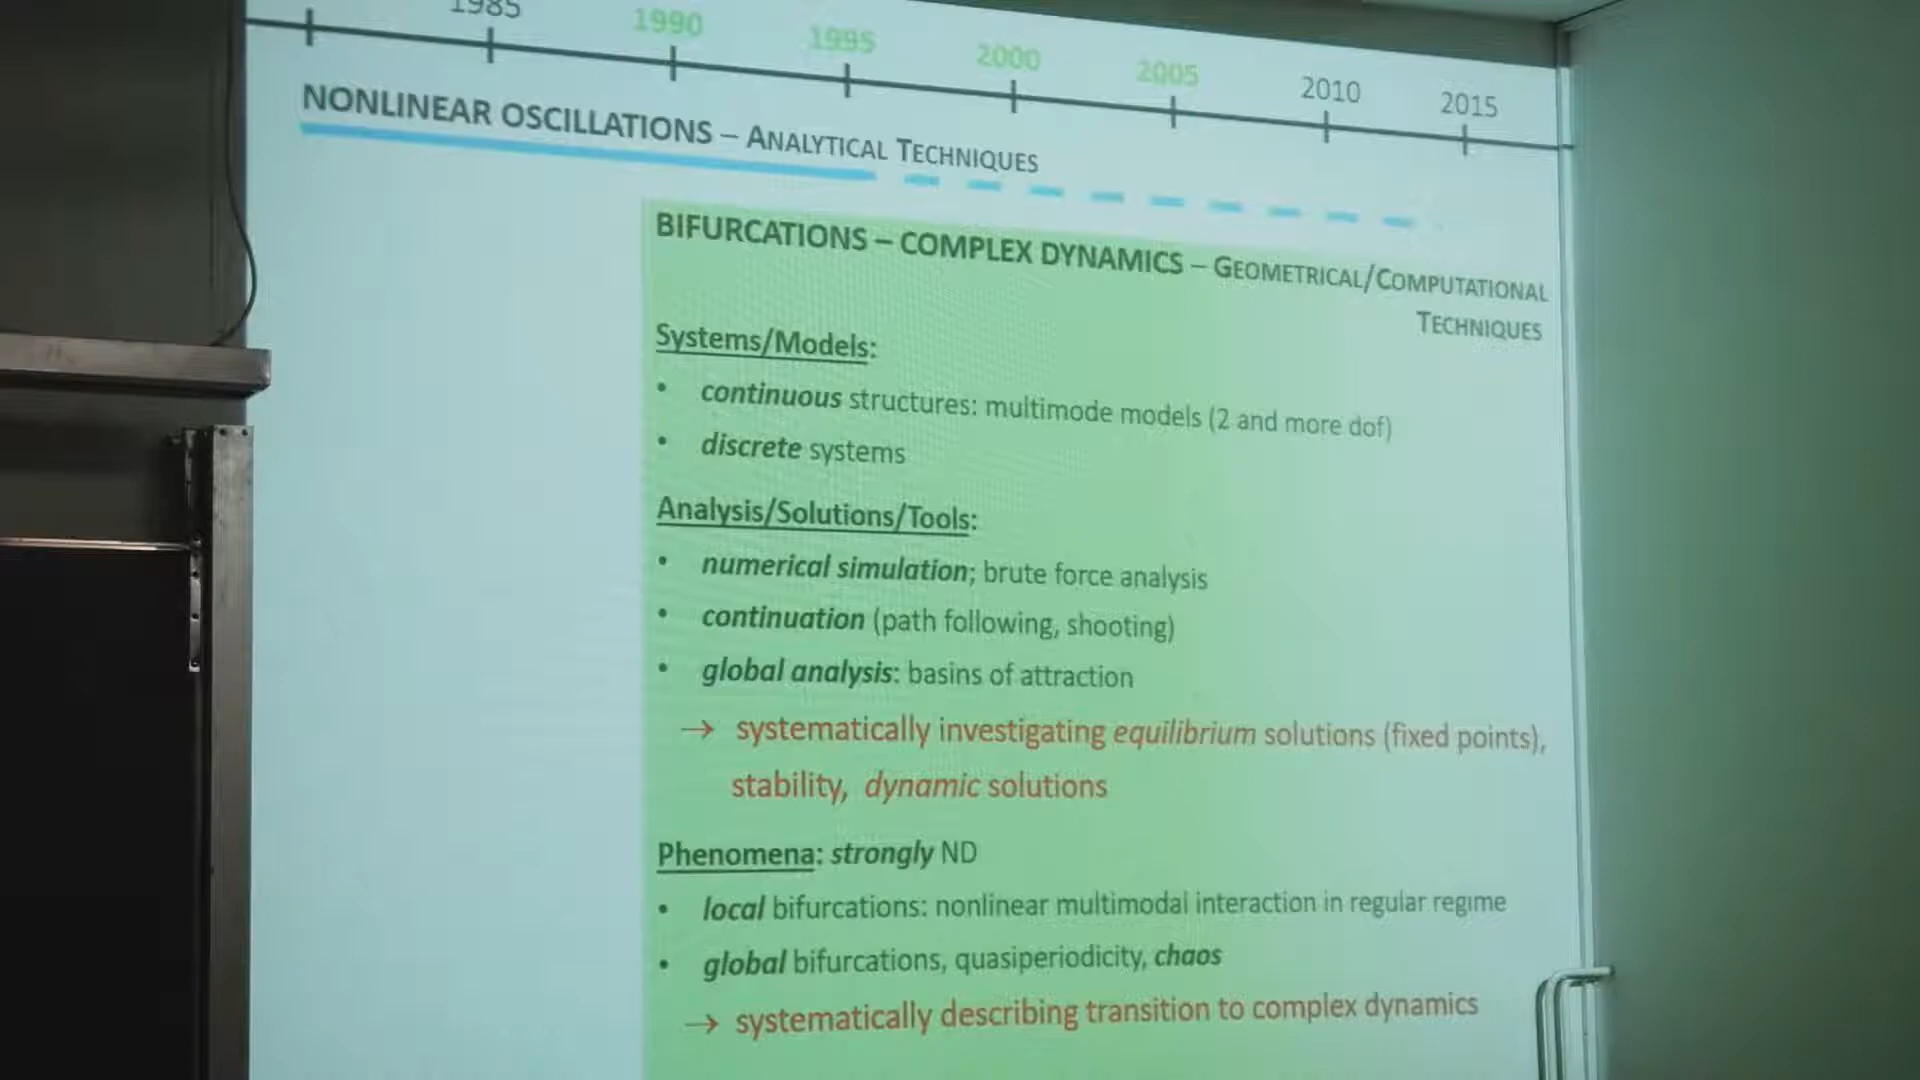 1985 1990 1995 2000 2005 2010 2015
NONLINEAR OSCILLATIONS – ANALYTICAL TECHNIQUES
BIFURCATIONS – COMPLEX DYNAMICS – GEOMETRICAL/COMPUTATIONAL
TECHNIQUES
Systems/Models:
• continuous structures: multimode models (2 and more dof)
• discrete systems
Analysis/Solutions/Tools:
• numerical simulation; brute force analysis
• continuation (path following, shooting)
• global analysis: basins of attraction
→ systematically investigating equilibrium solutions (fixed points),
stability, dynamic solutions
Phenomena: strongly ND
• local bifurcations: nonlinear multimodal interaction in regular regime
• global bifurcations, quasiperiodicity, chaos
→ systematically describing transition to complex dynamics